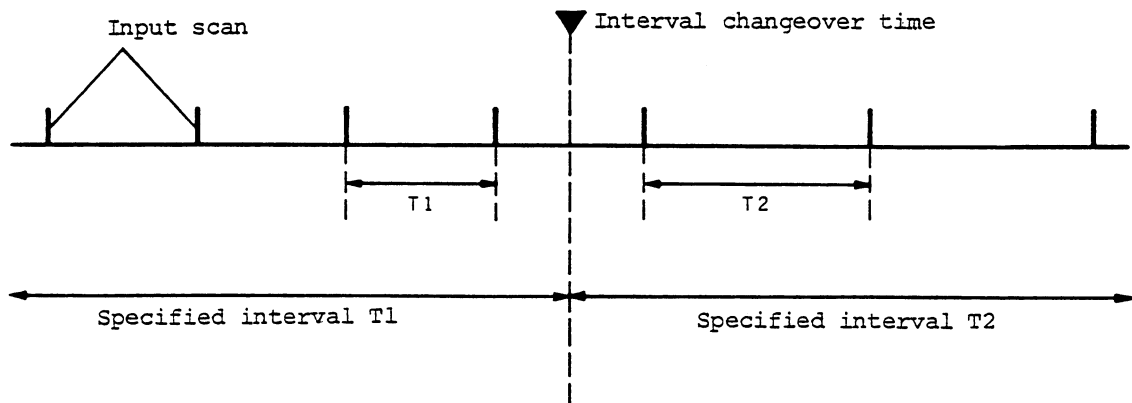 Input scan
Interval changeover time
T1
T2
Specified interval T1
Specified interval T2